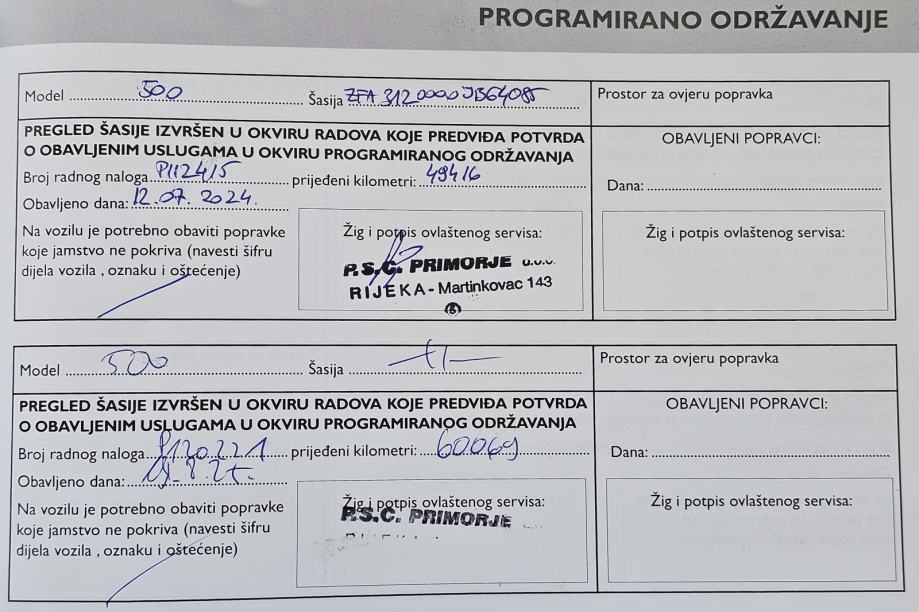 PROGRAMIRANO ODRŽAVANJE
Model 500 Šasija ZFA3120000JB64085
Prostor za ovjeru popravka
PREGLED ŠASIJE IZVRŠEN U OKVIRU RADOVA KOJE PREDVIĐA POTVRDA
O OBAVLJENIM USLUGAMA U OKVIRU PROGRAMIRANOG ODRŽAVANJA
Broj radnog naloga: P112415 prijeđeni kilometri: 49416
Obavljeno dana: 12.07.2024.
Na vozilu je potrebno obaviti popravke
koje jamstvo ne pokriva (navesti šifru
dijela vozila , oznaku i oštećenje)
Žig i potpis ovlaštenog servisa:
P.S.C. PRIMORJE d.o.o.
RIJEKA - Martinkovac 143
6
OBAVLJENI POPRAVCI:
Dana:
Žig i potpis ovlaštenog servisa:
Model 500 Šasija -||-
Prostor za ovjeru popravka
PREGLED ŠASIJE IZVRŠEN U OKVIRU RADOVA KOJE PREDVIĐA POTVRDA
O OBAVLJENIM USLUGAMA U OKVIRU PROGRAMIRANOG ODRŽAVANJA
Broj radnog naloga: P120221 prijeđeni kilometri: 60069
Obavljeno dana:
Na vozilu je potrebno obaviti popravke
koje jamstvo ne pokriva (navesti šifru
dijela vozila , oznaku i oštećenje)
Žig i potpis ovlaštenog servisa:
P.S.C. PRIMORJE
OBAVLJENI POPRAVCI:
Dana:
Žig i potpis ovlaštenog servisa: